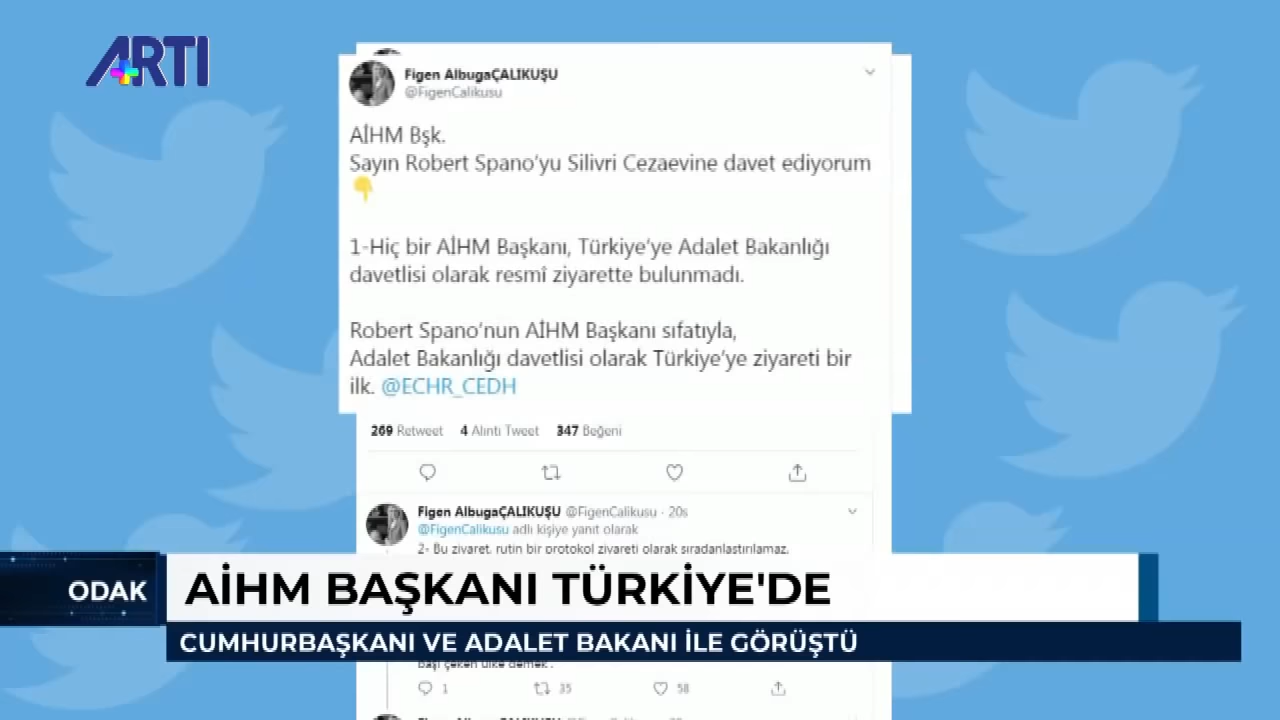 ARTI
Figen AlbugaÇALIKUŞU
@FigenCalikusu
AİHM Bşk.
Sayın Robert Spano'yu Silivri Cezaevine davet ediyorum
👇
1-Hiç bir AİHM Başkanı, Türkiye'ye Adalet Bakanlığı
davetlisi olarak resmî ziyarette bulunmadı.
Robert Spano'nun AİHM Başkanı sıfatıyla,
Adalet Bakanlığı davetlisi olarak Türkiye'ye ziyareti bir
ilk. @ECHR_CEDH
269 Retweet 4 Alıntı Tweet 347 Beğeni
Figen AlbugaÇALIKUŞU @FigenCalikusu · 20s
@FigenCalikusu adlı kişiye yanıt olarak
2- Bu ziyaret, rutin bir protokol ziyareti olarak sıradanlaştırılamaz.
ODAK
AİHM BAŞKANI TÜRKİYE'DE
CUMHURBAŞKANI VE ADALET BAKANI İLE GÖRÜŞTÜ
başı çeken ülke demek.
1 35 58